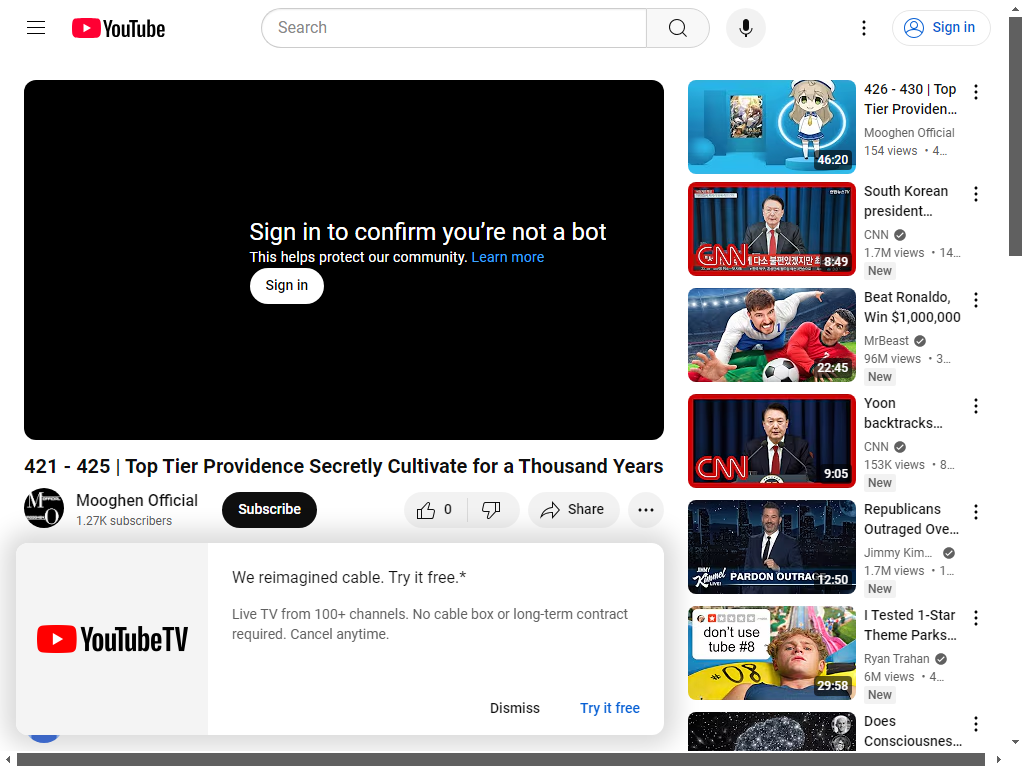 YouTube
Search
Sign in
Sign in to confirm you're not a bot
This helps protect our community. Learn more
Sign in
421 - 425 | Top Tier Providence Secretly Cultivate for a Thousand Years
Mooghen Official
1.27K subscribers
Subscribe
0
Share
We reimagined cable. Try it free.*
Live TV from 100+ channels. No cable box or long-term contract
required. Cancel anytime.
YouTubeTV
Dismiss
Try it free
46:20
426 - 430 | Top
Tier Providen…
Mooghen Official
154 views • 4…
CNN
8:49
South Korean
president…
CNN
1.7M views • 14…
New
22:45
Beat Ronaldo,
Win $1,000,000
MrBeast
96M views • 3…
New
CNN
9:05
Yoon
backtracks…
CNN
153K views • 8…
New
JIMMY
Kimmel
LIVE!
PARDON OUTRAG
12:50
Republicans
Outraged Ove…
Jimmy Kim…
1.7M views • 1…
New
don't use
tube #8
#08
29:58
I Tested 1-Star
Theme Parks…
Ryan Trahan
6M views • 4…
New
Does
Consciousnes…